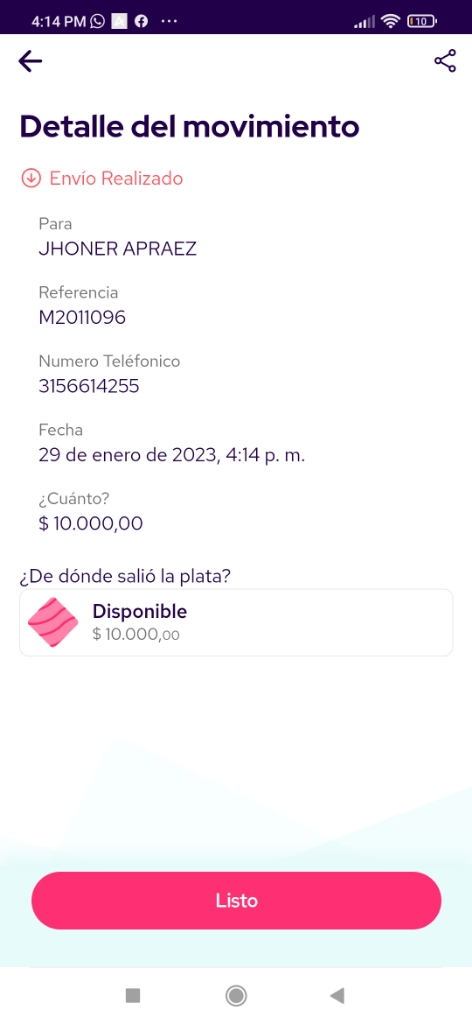 4:14 PM
10
Detalle del movimiento
Envío Realizado
Para
JHONER APRAEZ
Referencia
M2011096
Numero Teléfonico
3156614255
Fecha
29 de enero de 2023, 4:14 p. m.
¿Cuánto?
$ 10.000,00
¿De dónde salió la plata?
Disponible
$ 10.000,00
Listo